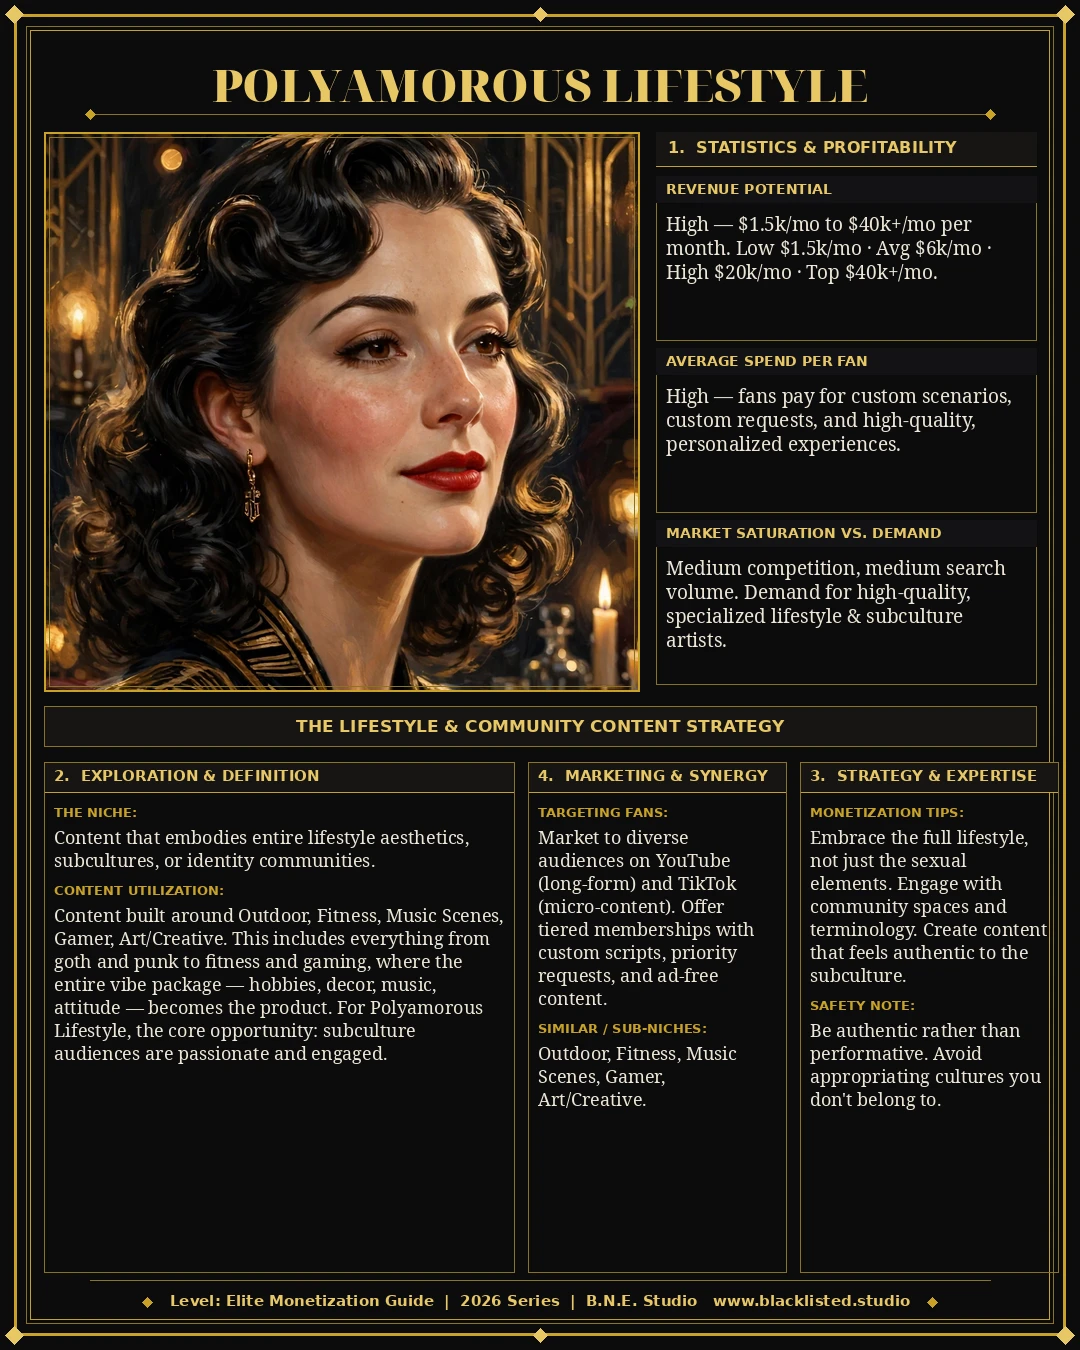 POLYAMOROUS LIFESTYLE
1. STATISTICS & PROFITABILITY
REVENUE POTENTIAL
High — $1.5k/mo to $40k+/mo per
month. Low $1.5k/mo · Avg $6k/mo ·
High $20k/mo · Top $40k+/mo.
AVERAGE SPEND PER FAN
High — fans pay for custom scenarios,
custom requests, and high-quality,
personalized experiences.
MARKET SATURATION VS. DEMAND
Medium competition, medium search
volume. Demand for high-quality,
specialized lifestyle & subculture
artists.
THE LIFESTYLE & COMMUNITY CONTENT STRATEGY
2. EXPLORATION & DEFINITION
THE NICHE:
Content that embodies entire lifestyle aesthetics,
subcultures, or identity communities.
CONTENT UTILIZATION:
Content built around Outdoor, Fitness, Music Scenes,
Gamer, Art/Creative. This includes everything from
goth and punk to fitness and gaming, where the
entire vibe package — hobbies, decor, music,
attitude — becomes the product. For Polyamorous
Lifestyle, the core opportunity: subculture
audiences are passionate and engaged.
4. MARKETING & SYNERGY
TARGETING FANS:
Market to diverse
audiences on YouTube
(long-form) and TikTok
(micro-content). Offer
tiered memberships with
custom scripts, priority
requests, and ad-free
content.
SIMILAR / SUB-NICHES:
Outdoor, Fitness, Music
Scenes, Gamer,
Art/Creative.
3. STRATEGY & EXPERTISE
MONETIZATION TIPS:
Embrace the full lifestyle,
not just the sexual
elements. Engage with
community spaces and
terminology. Create content
that feels authentic to the
subculture.
SAFETY NOTE:
Be authentic rather than
performative. Avoid
appropriating cultures you
don't belong to.
Level: Elite Monetization Guide | 2026 Series | B.N.E. Studio www.blacklisted.studio